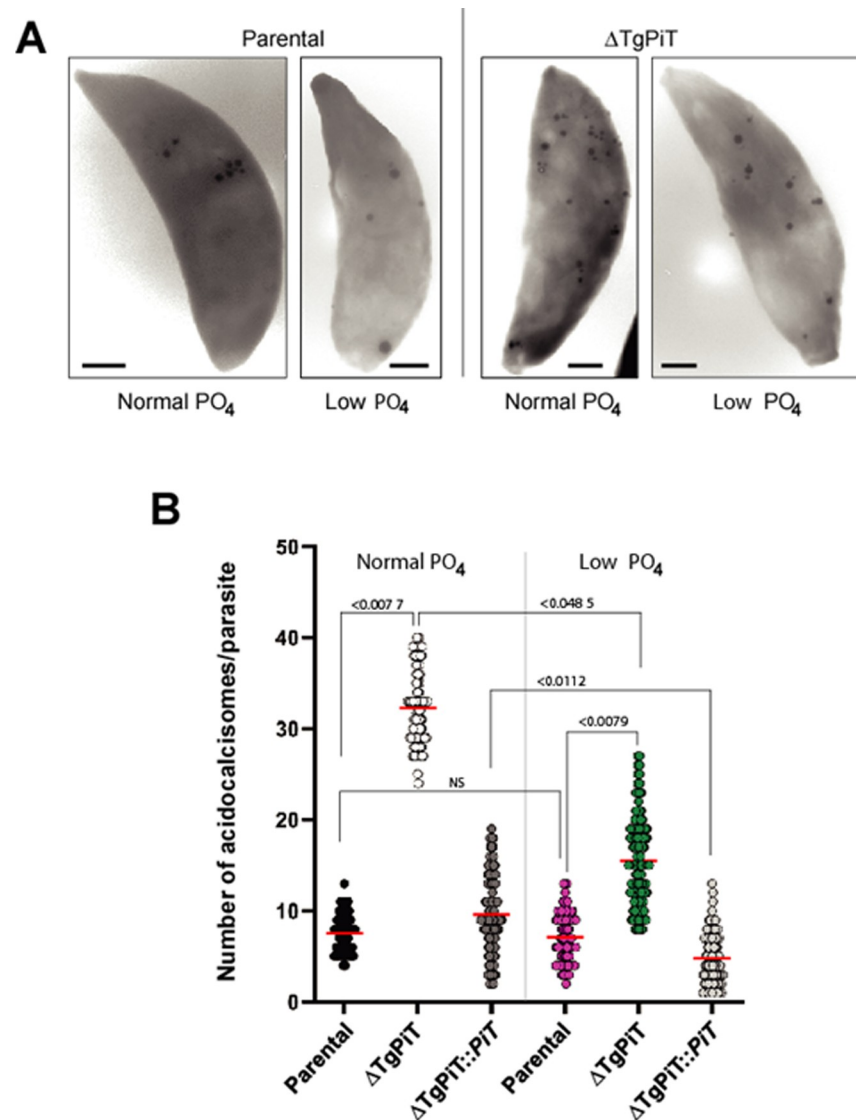 A
Parental
ΔTgPiT
Normal PO4
Low PO4
Normal PO4
Low PO4
B
Number of acidocalcisomes/parasite
50
40
30
20
10
0
Normal PO4
Low PO4
<0.007 7
<0.048 5
<0.0112
<0.0079
NS
Parental
ΔTgPiT
ΔTgPiT::PiT
Parental
ΔTgPiT
ΔTgPiT::PiT